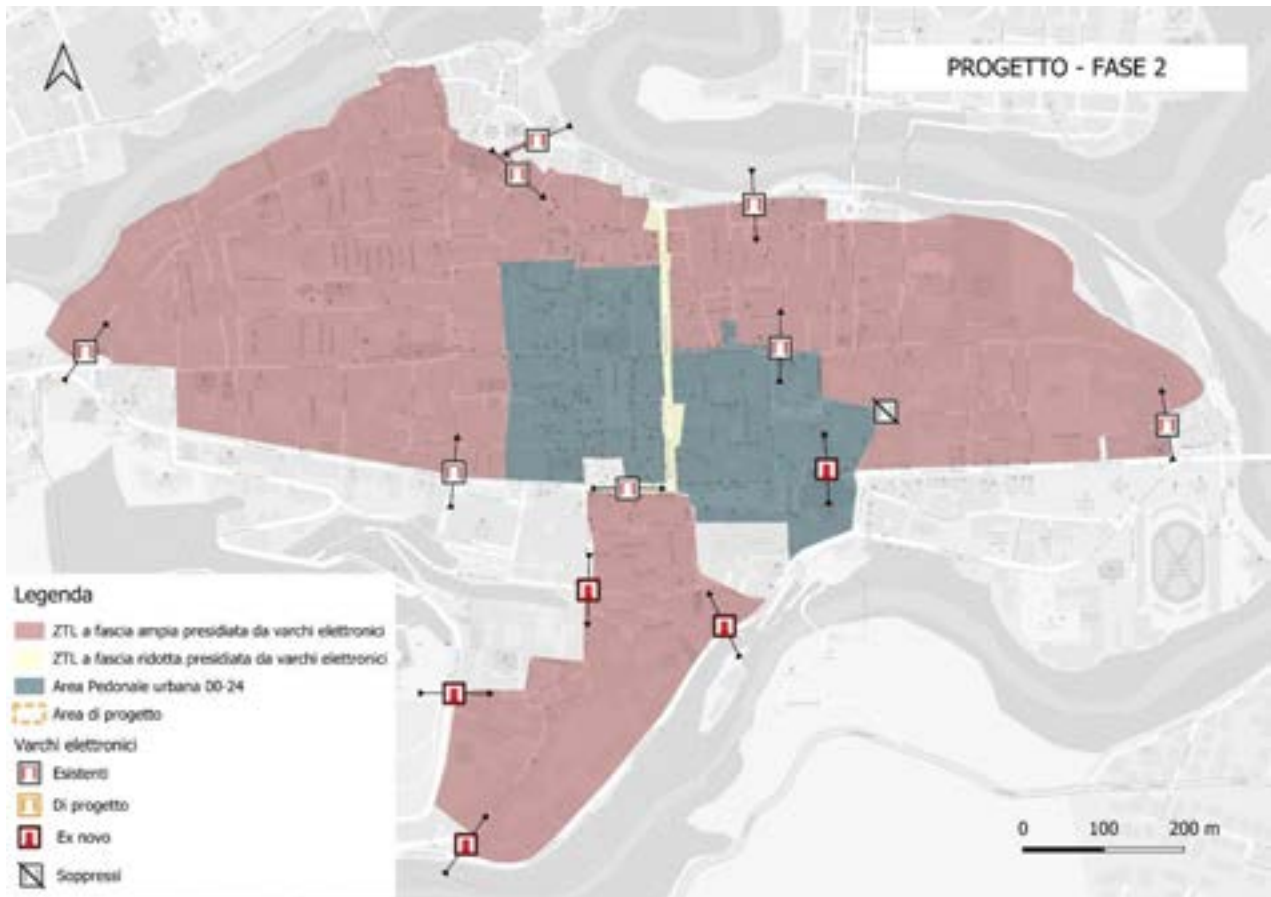 PROGETTO - FASE 2
Legenda
ZTL a fascia ampia presidiata da varchi elettronici
ZTL a fascia ridotta presidiata da varchi elettronici
Area Pedonale urbana 00-24
Area di progetto
Varchi elettronici
Esistenti
Di progetto
Ex novo
Soppressi
0 100 200 m